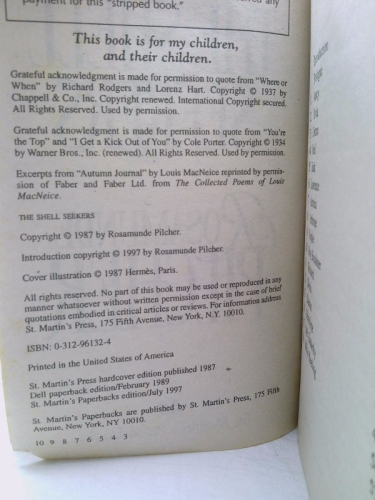 payment for this "stripped book."
This book is for my children,
and their children.
Grateful acknowledgment is made for permission to quote from "Where or
When" by Richard Rodgers and Lorenz Hart. Copyright © 1937 by
Chappell & Co., Inc. Copyright renewed. International Copyright secured.
All Rights Reserved. Used by permission.
Grateful acknowledgment is made for permission to quote from "You're
the Top" and "I Get a Kick Out of You" by Cole Porter. Copyright © 1934
by Warner Bros., Inc. (renewed). All Rights Reserved. Used by permission.
Excerpts from "Autumn Journal" by Louis MacNeice reprinted by permis-
sion of Faber and Faber Ltd. from The Collected Poems of Louis
MacNeice.
THE SHELL SEEKERS
Copyright © 1987 by Rosamunde Pilcher.
Introduction copyright © 1997 by Rosamunde Pilcher.
Cover illustration © 1987 Hermès, Paris.
All rights reserved. No part of this book may be used or reproduced in any
manner whatsoever without written permission except in the case of brief
quotations embodied in critical articles or reviews. For information address
St. Martin's Press, 175 Fifth Avenue, New York, N.Y. 10010.
ISBN: 0-312-96132-4
Printed in the United States of America
St. Martin's Press hardcover edition published 1987
Dell paperback edition/February 1989
St. Martin's Paperbacks edition/July 1997
St. Martin's Paperbacks are published by St. Martin's Press, 175 Fifth
Avenue, New York, NY 10010.
10 9 8 7 6 5 4 3